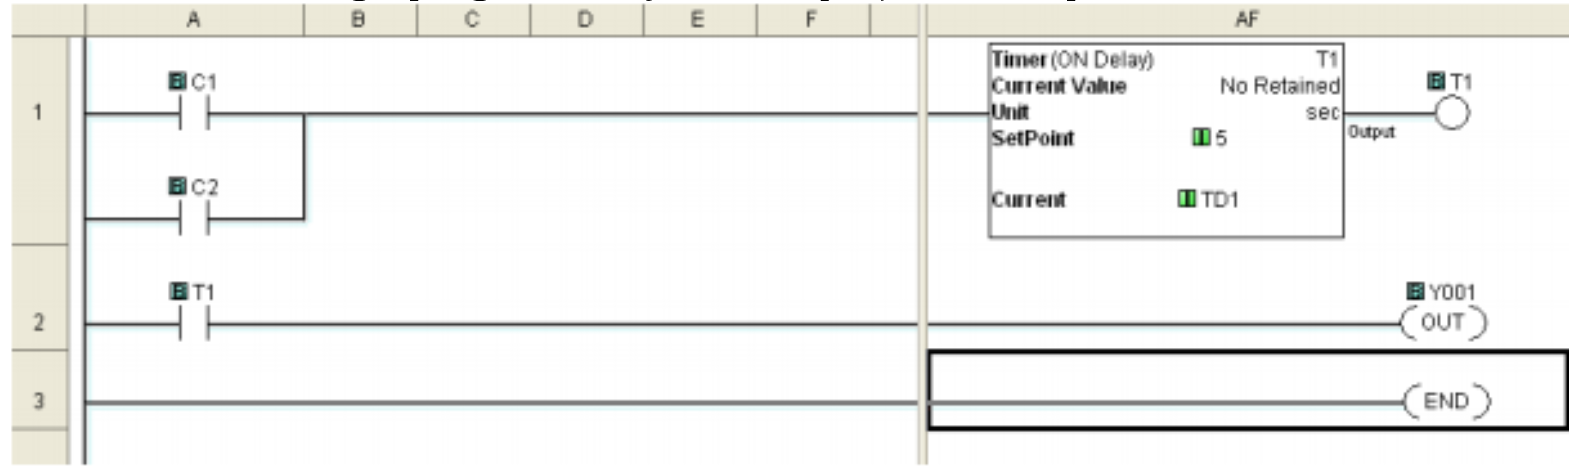 A B C D E F AF
1
C1
Timer (ON Delay) T1
Current Value No Retained
Unit sec
SetPoint 5
Current TD1
Output
T1
C2
2
T1
Y001
OUT
3
END